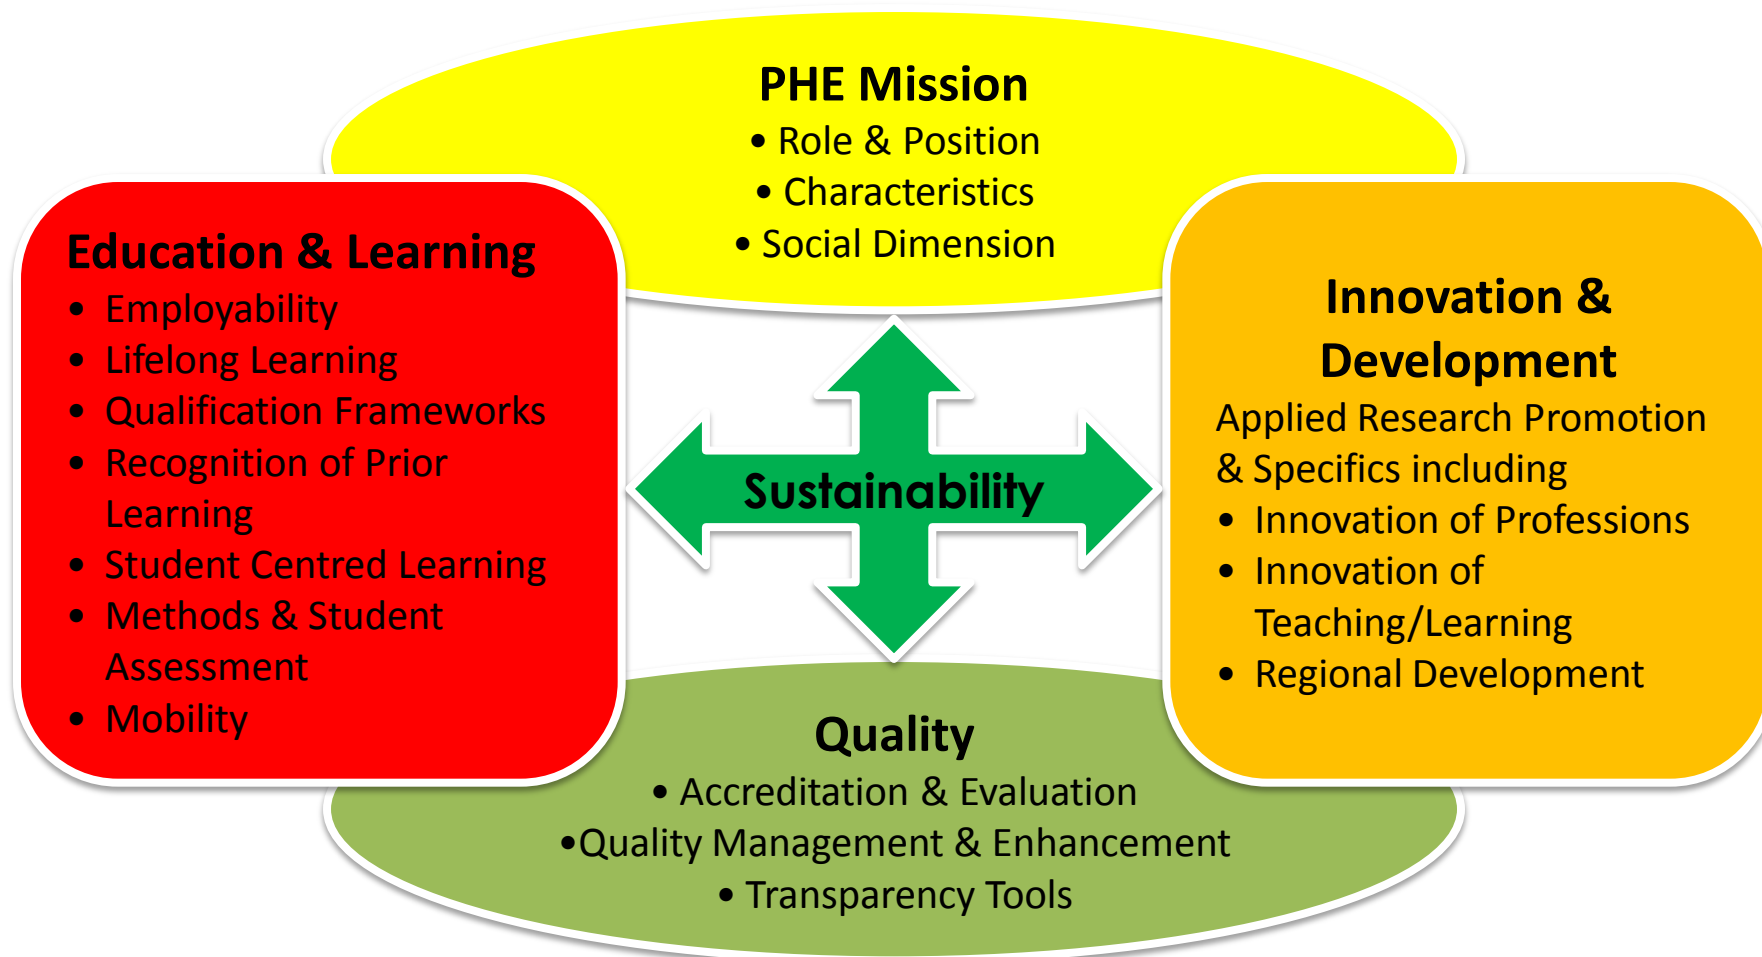 PHE Mission
• Role & Position
• Characteristics
• Social Dimension
Education & Learning
• Employability
• Lifelong Learning
• Qualification Frameworks
• Recognition of Prior
Learning
• Student Centred Learning
• Methods & Student
Assessment
• Mobility
Sustainability
Innovation &
Development
Applied Research Promotion
& Specifics including
• Innovation of Professions
• Innovation of
Teaching/Learning
• Regional Development
Quality
• Accreditation & Evaluation
•Quality Management & Enhancement
• Transparency Tools